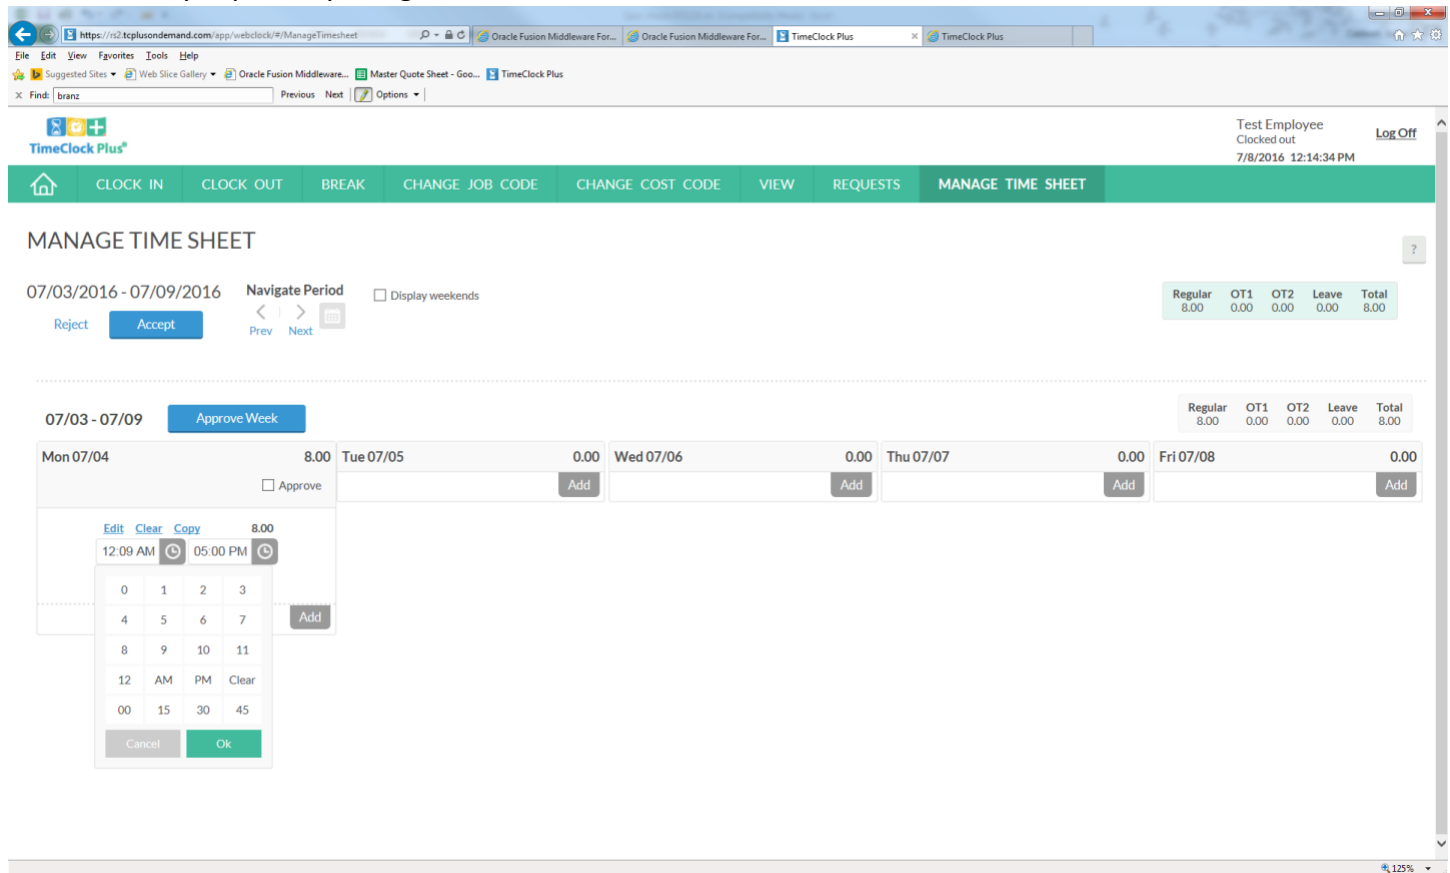 https://rs2.tcplusondemand.com/app/webclock/#/ManageTimesheet
Oracle Fusion Middleware For...
Oracle Fusion Middleware For...
TimeClock Plus
TimeClock Plus
File Edit View Favorites Tools Help
Suggested Sites Web Slice Gallery Oracle Fusion Middleware... Master Quote Sheet - Goo... TimeClock Plus
x Find: branz Previous Next Options
TimeClock Plus®
Test Employee
Clocked out
7/8/2016 12:14:34 PM
Log Off
CLOCK IN CLOCK OUT BREAK CHANGE JOB CODE CHANGE COST CODE VIEW REQUESTS MANAGE TIME SHEET
MANAGE TIME SHEET
?
07/03/2016 - 07/09/2016 Navigate Period Display weekends
Reject Accept Prev Next
Regular OT1 OT2 Leave Total
8.00 0.00 0.00 0.00 8.00
07/03 - 07/09 Approve Week
Regular OT1 OT2 Leave Total
8.00 0.00 0.00 0.00 8.00
Mon 07/04 8.00 Tue 07/05 0.00 Wed 07/06 0.00 Thu 07/07 0.00 Fri 07/08 0.00
Approve Add Add Add Add
Edit Clear Copy 8.00
12:09 AM 05:00 PM
0 1 2 3
4 5 6 7 Add
8 9 10 11
12 AM PM Clear
00 15 30 45
Cancel Ok
125%